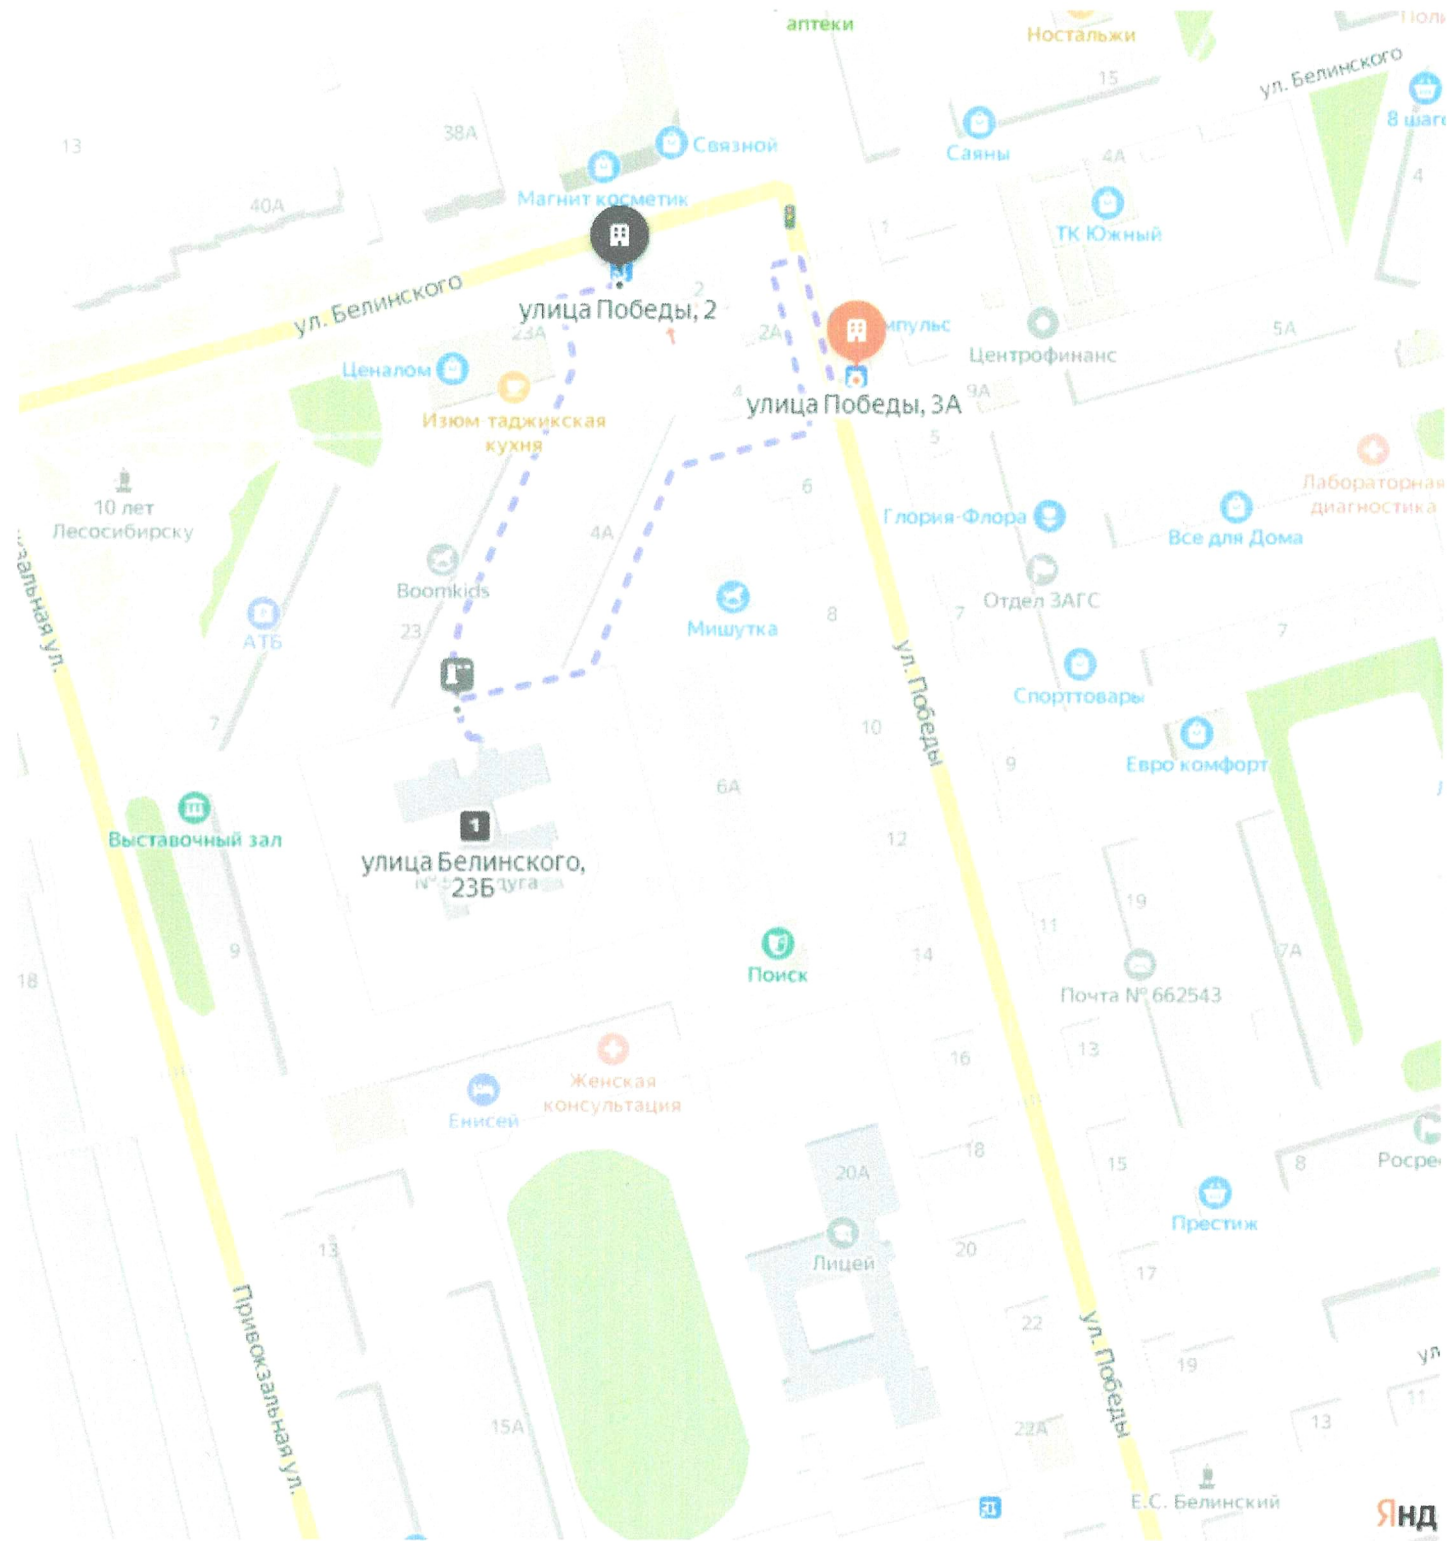 аптеки
Ностальжи
15
ул. Белинского
8 шаго
4
13
38А
Связной
Магнит косметик
Саяны
4А
40А
ТК Южный
1
ул. Белинского
улица Победы, 2
2
23А
2А
Центрофинанс
5А
Ценалом
4
улица Победы, 3А
9А
Изюм таджикская
кухня
5
6
Лабораторная
диагностика
10 лет
Лесосибирску
4А
Глория-Флора
Все для Дома
Boomkids
Отдел ЗАГС
АТБ
23
Мишутка
8
7
7
ул. Победы
Спорттовары
7
10
9
Евро комфорт
6А
Выставочный зал
1
улица Белинского,
23Б
12
9
19
11
18
Поиск
14
7А
Почта № 662543
16
13
Женская
консультация
Енисей
18
15
8
20А
Престиж
13
20
Лицей
17
Привокзальная ул.
22
ул. Победы
19
15А
22А
13
11
Е.С. Белинский
Янд